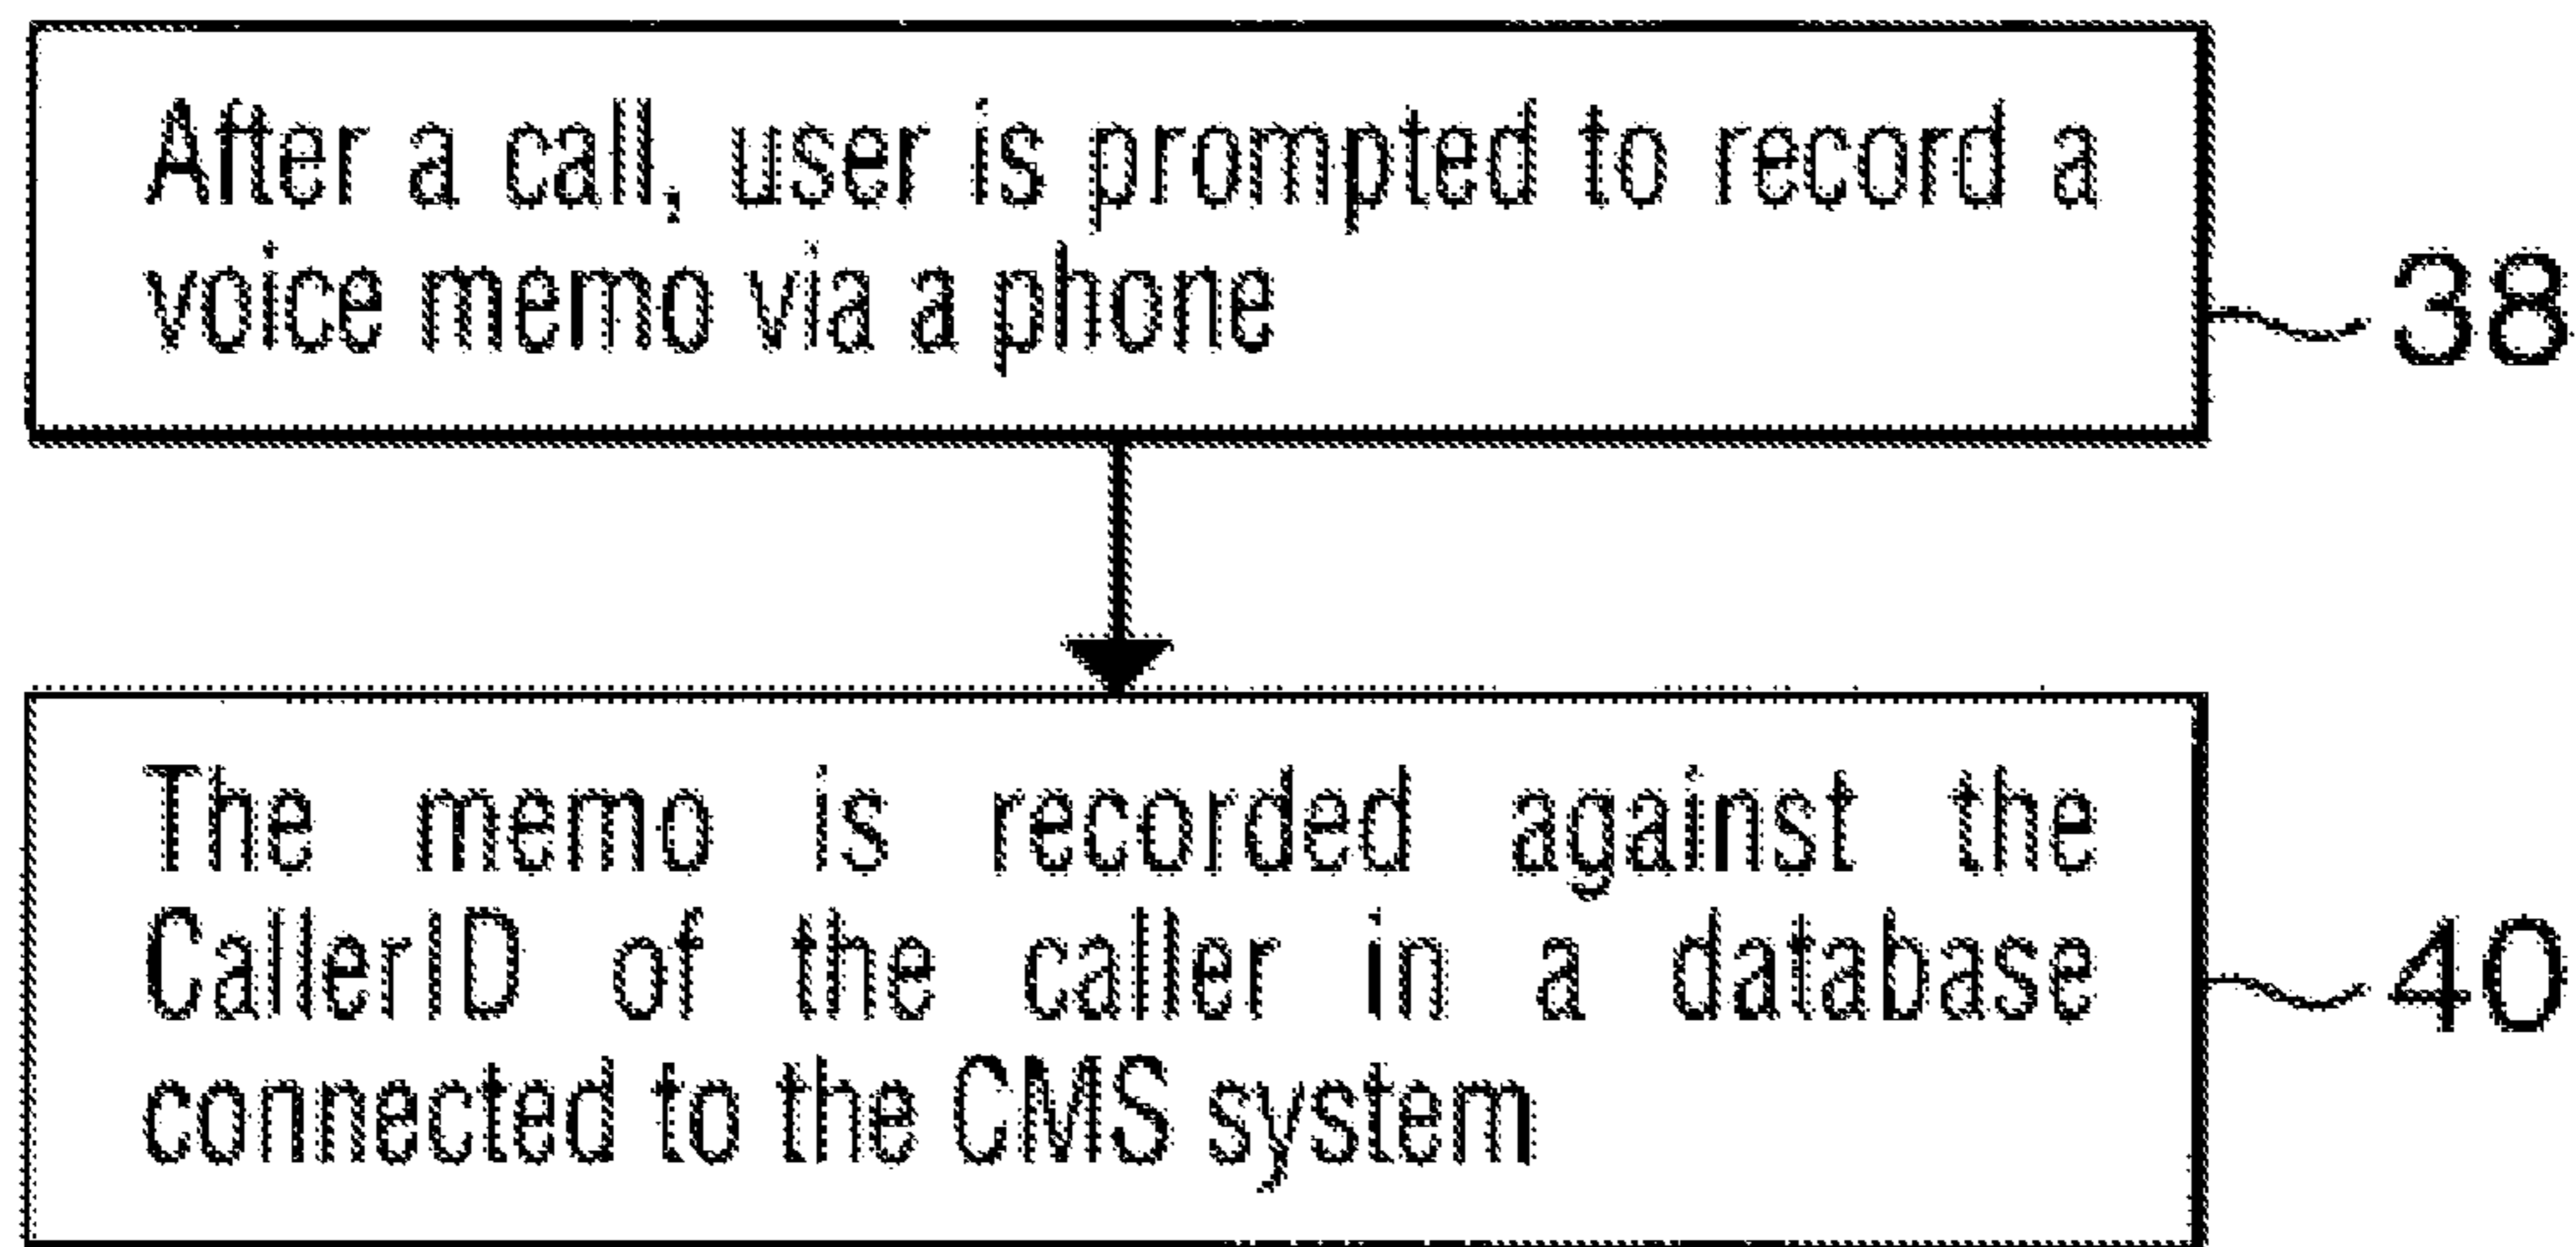 After a call, user is prompted to record a
voice memo via a phone
38
The memo is recorded against the
CallerID of the caller in a database
connected to the CMS system
40